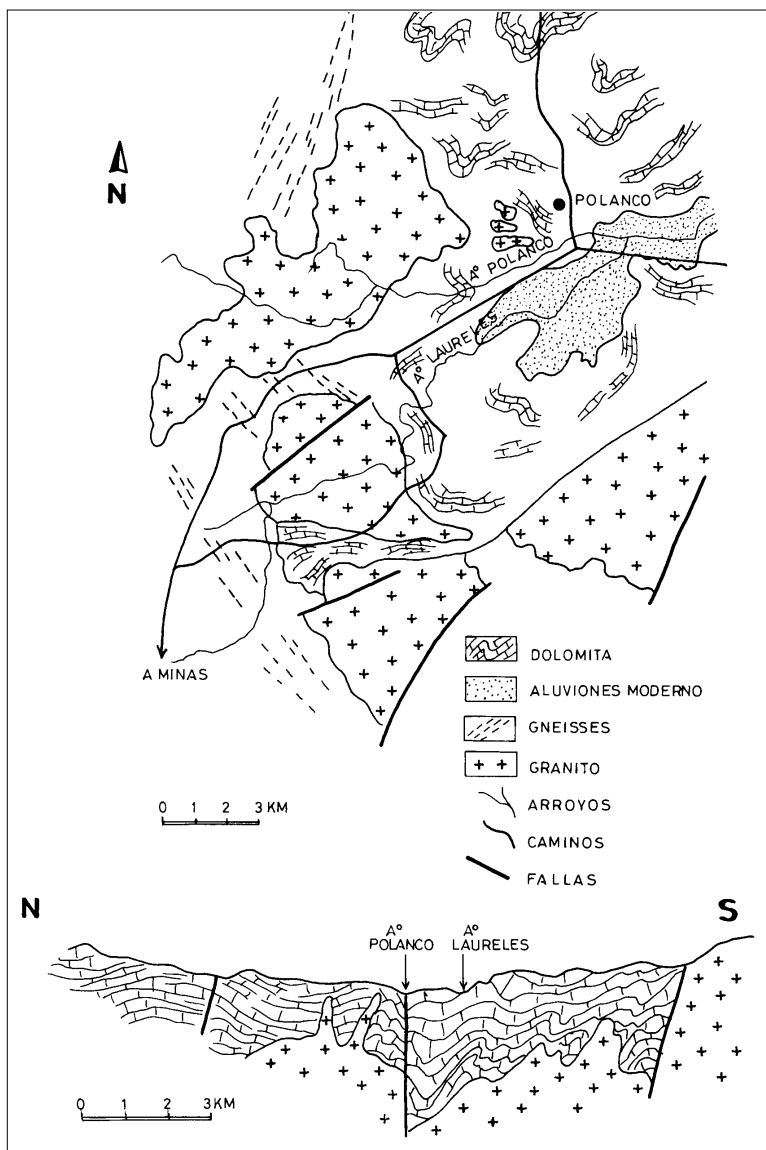 N
POLANCO
Aº POLANCO
Aº LAURELES
A MINAS
DOLOMITA
ALUVIONES MODERNO
GNEISSES
GRANITO
ARROYOS
CAMINOS
FALLAS
0 1 2 3 KM
N
S
Aº
POLANCO
Aº
LAURELES
0 1 2 3 KM